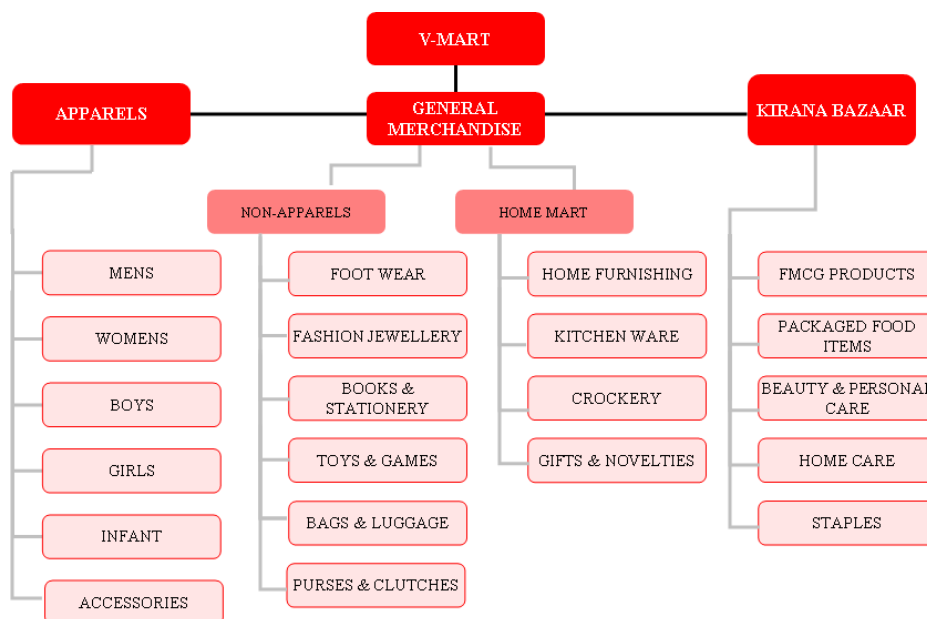 V-MART
APPARELS
GENERAL
MERCHANDISE
KIRANA BAZAAR
NON-APPARELS
HOME MART
MENS
WOMENS
BOYS
GIRLS
INFANT
ACCESSORIES
FOOT WEAR
FASHION JEWELLERY
BOOKS &
STATIONERY
TOYS & GAMES
BAGS & LUGGAGE
PURSES & CLUTCHES
HOME FURNISHING
KITCHEN WARE
CROCKERY
GIFTS & NOVELTIES
FMCG PRODUCTS
PACKAGED FOOD
ITEMS
BEAUTY & PERSONAL
CARE
HOME CARE
STAPLES